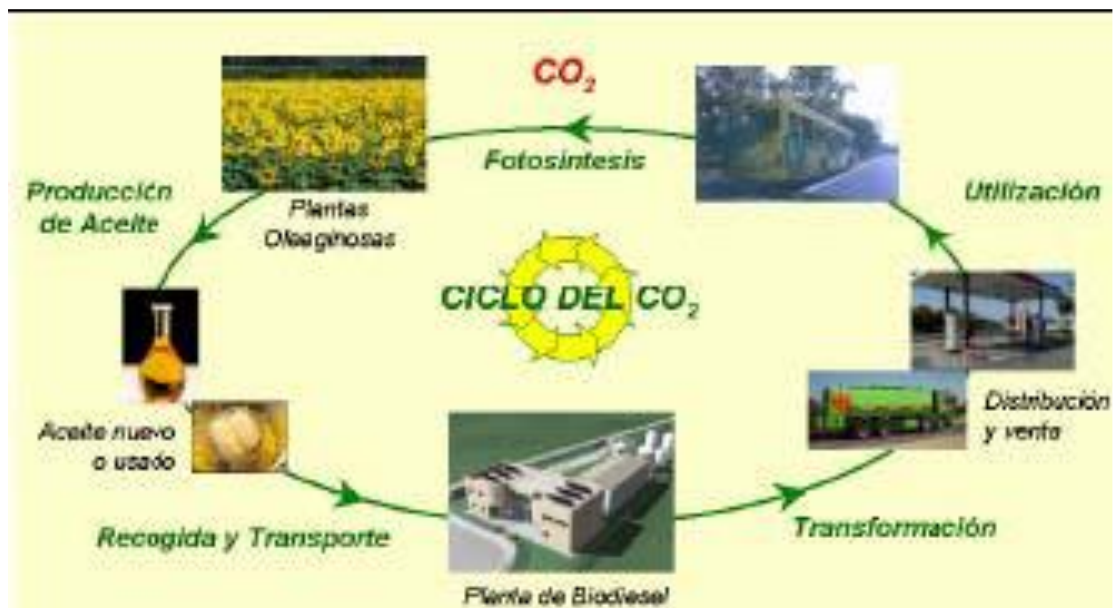 CO₂
Fotosíntesis
Producción
de Aceite
Plantas
Oleaginosas
Utilización
CICLO DEL CO₂
Aceite nuevo
o usado
Distribución
y venta
Recogida y Transporte
Transformación
Planta de Biodiesel